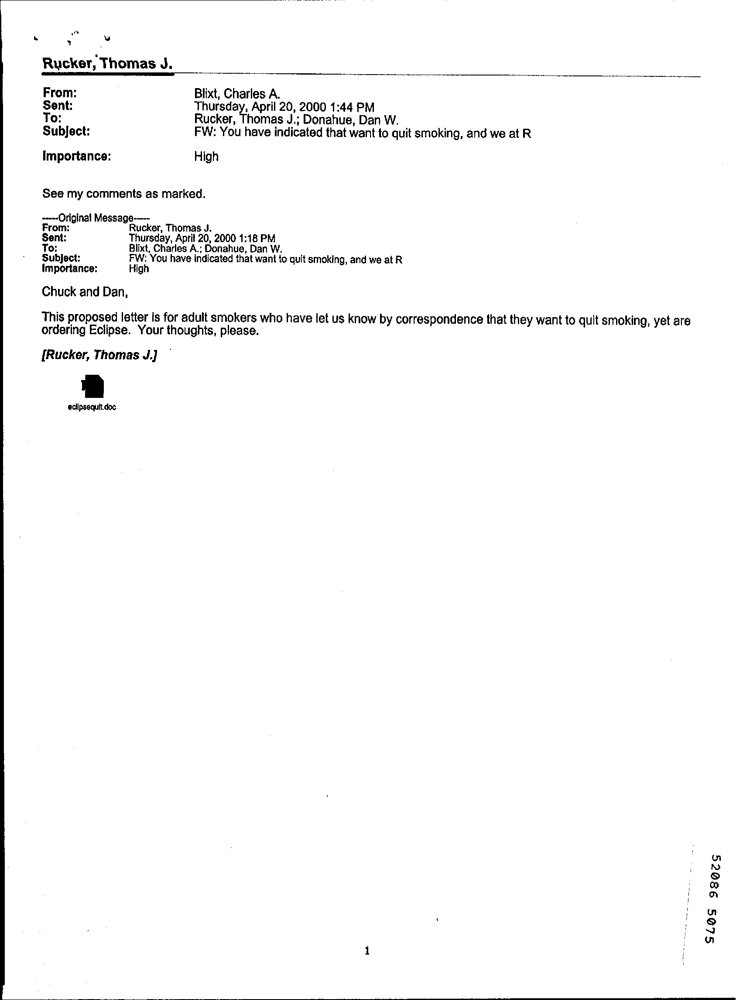 Rucker, Thomas J.
From: Blixt, Charles A.
Sent: Thursday, April 20, 2000 1:44 PM
To: Rucker, Thomas J.; Donahue, Dan W.
Subject: FW: You have indicated that want to quit smoking, and we at R
Importance: High
See my comments as marked.
-----Original Message-----
From: Rucker, Thomas J.
Sent: Thursday, April 20, 2000 1:18 PM
To: Blixt, Charles A.; Donahue, Dan W.
Subject: FW: You have indicated that want to quit smoking, and we at R
Importance: High
Chuck and Dan,
This proposed letter is for adult smokers who have let us know by correspondence that they want to quit smoking, yet are
ordering Eclipse. Your thoughts, please.
[Rucker, Thomas J.]
eclipsequit.doc
52086 5075
1